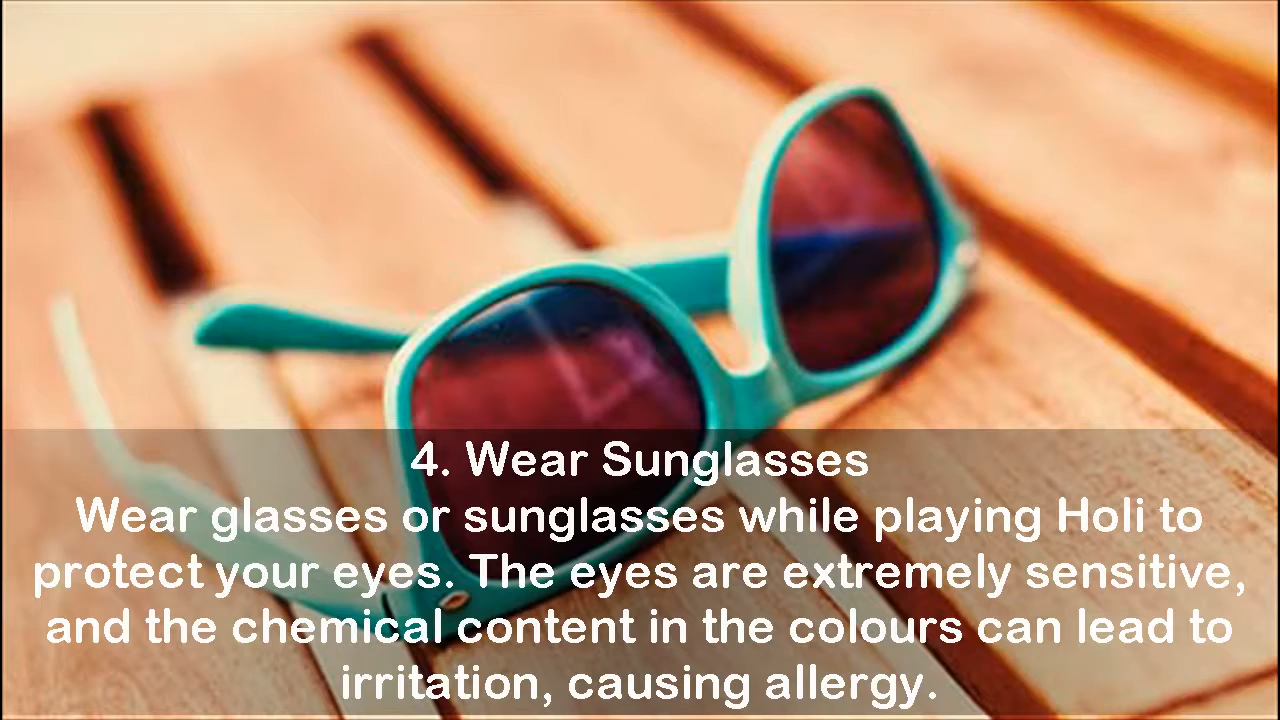 4. Wear Sunglasses
Wear glasses or sunglasses while playing Holi to
protect your eyes. The eyes are extremely sensitive,
and the chemical content in the colours can lead to
irritation, causing allergy.